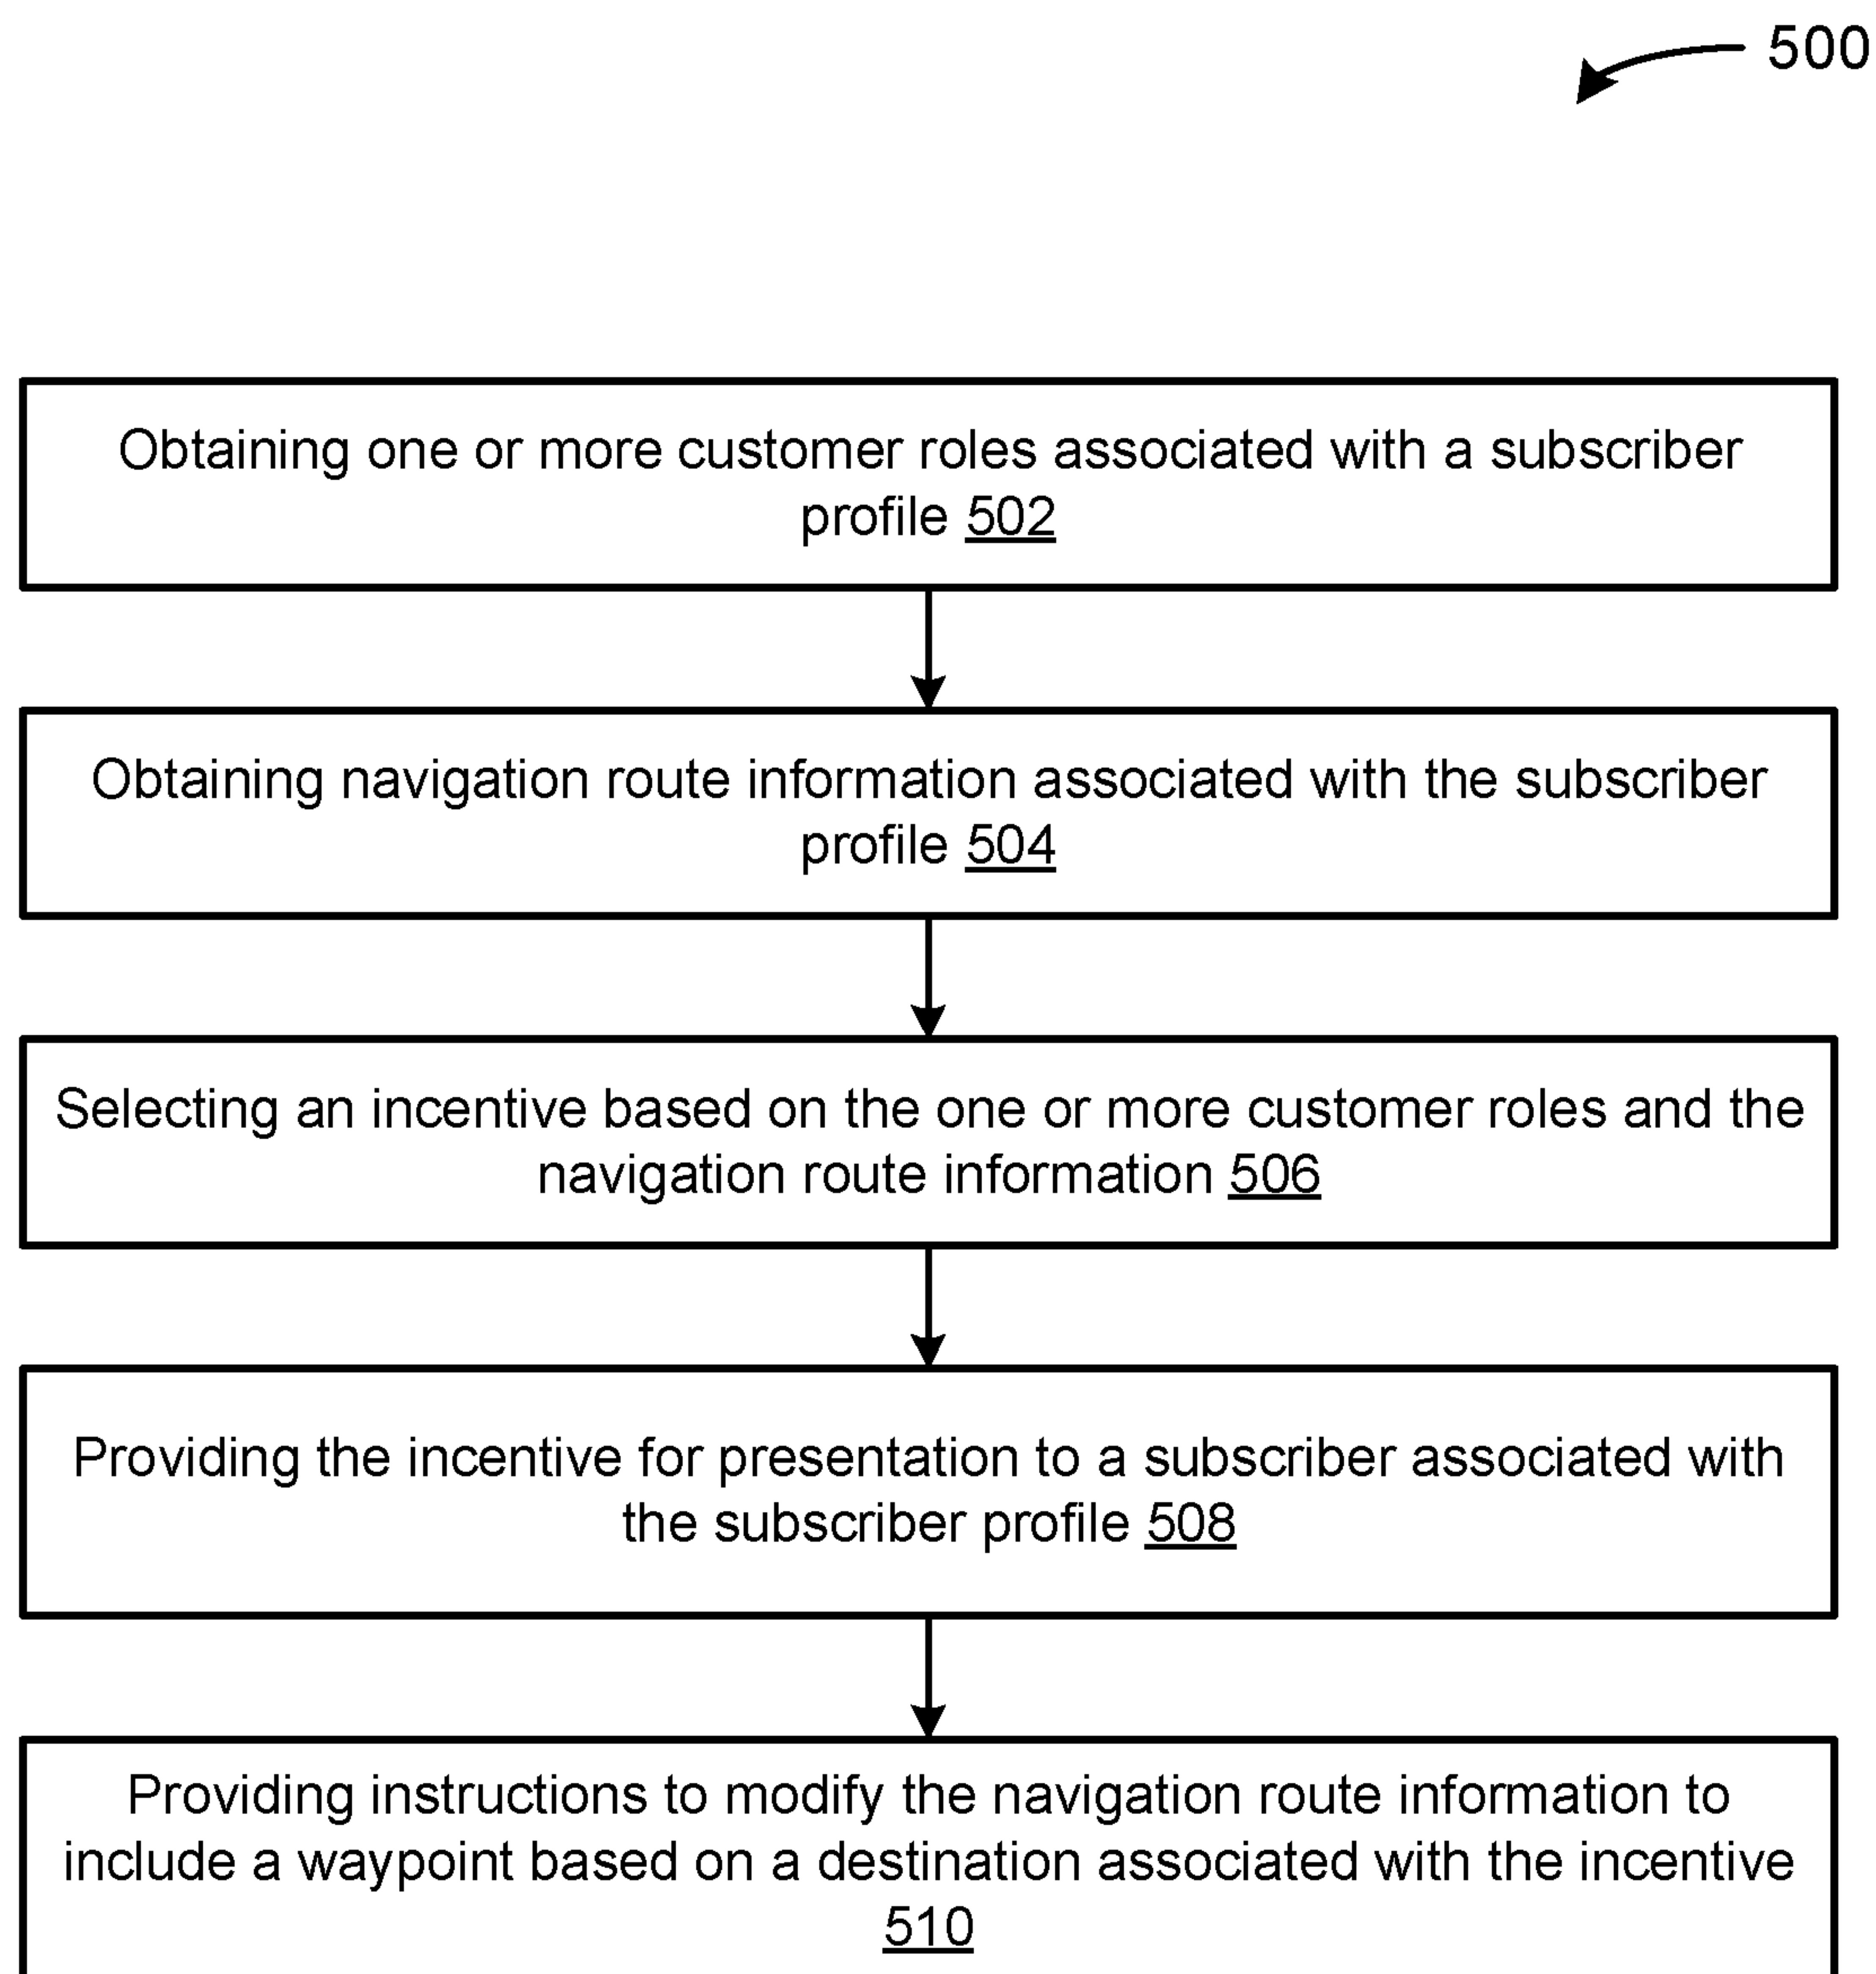 500
Obtaining one or more customer roles associated with a subscriber
profile 502
Obtaining navigation route information associated with the subscriber
profile 504
Selecting an incentive based on the one or more customer roles and the
navigation route information 506
Providing the incentive for presentation to a subscriber associated with
the subscriber profile 508
Providing instructions to modify the navigation route information to
include a waypoint based on a destination associated with the incentive
510